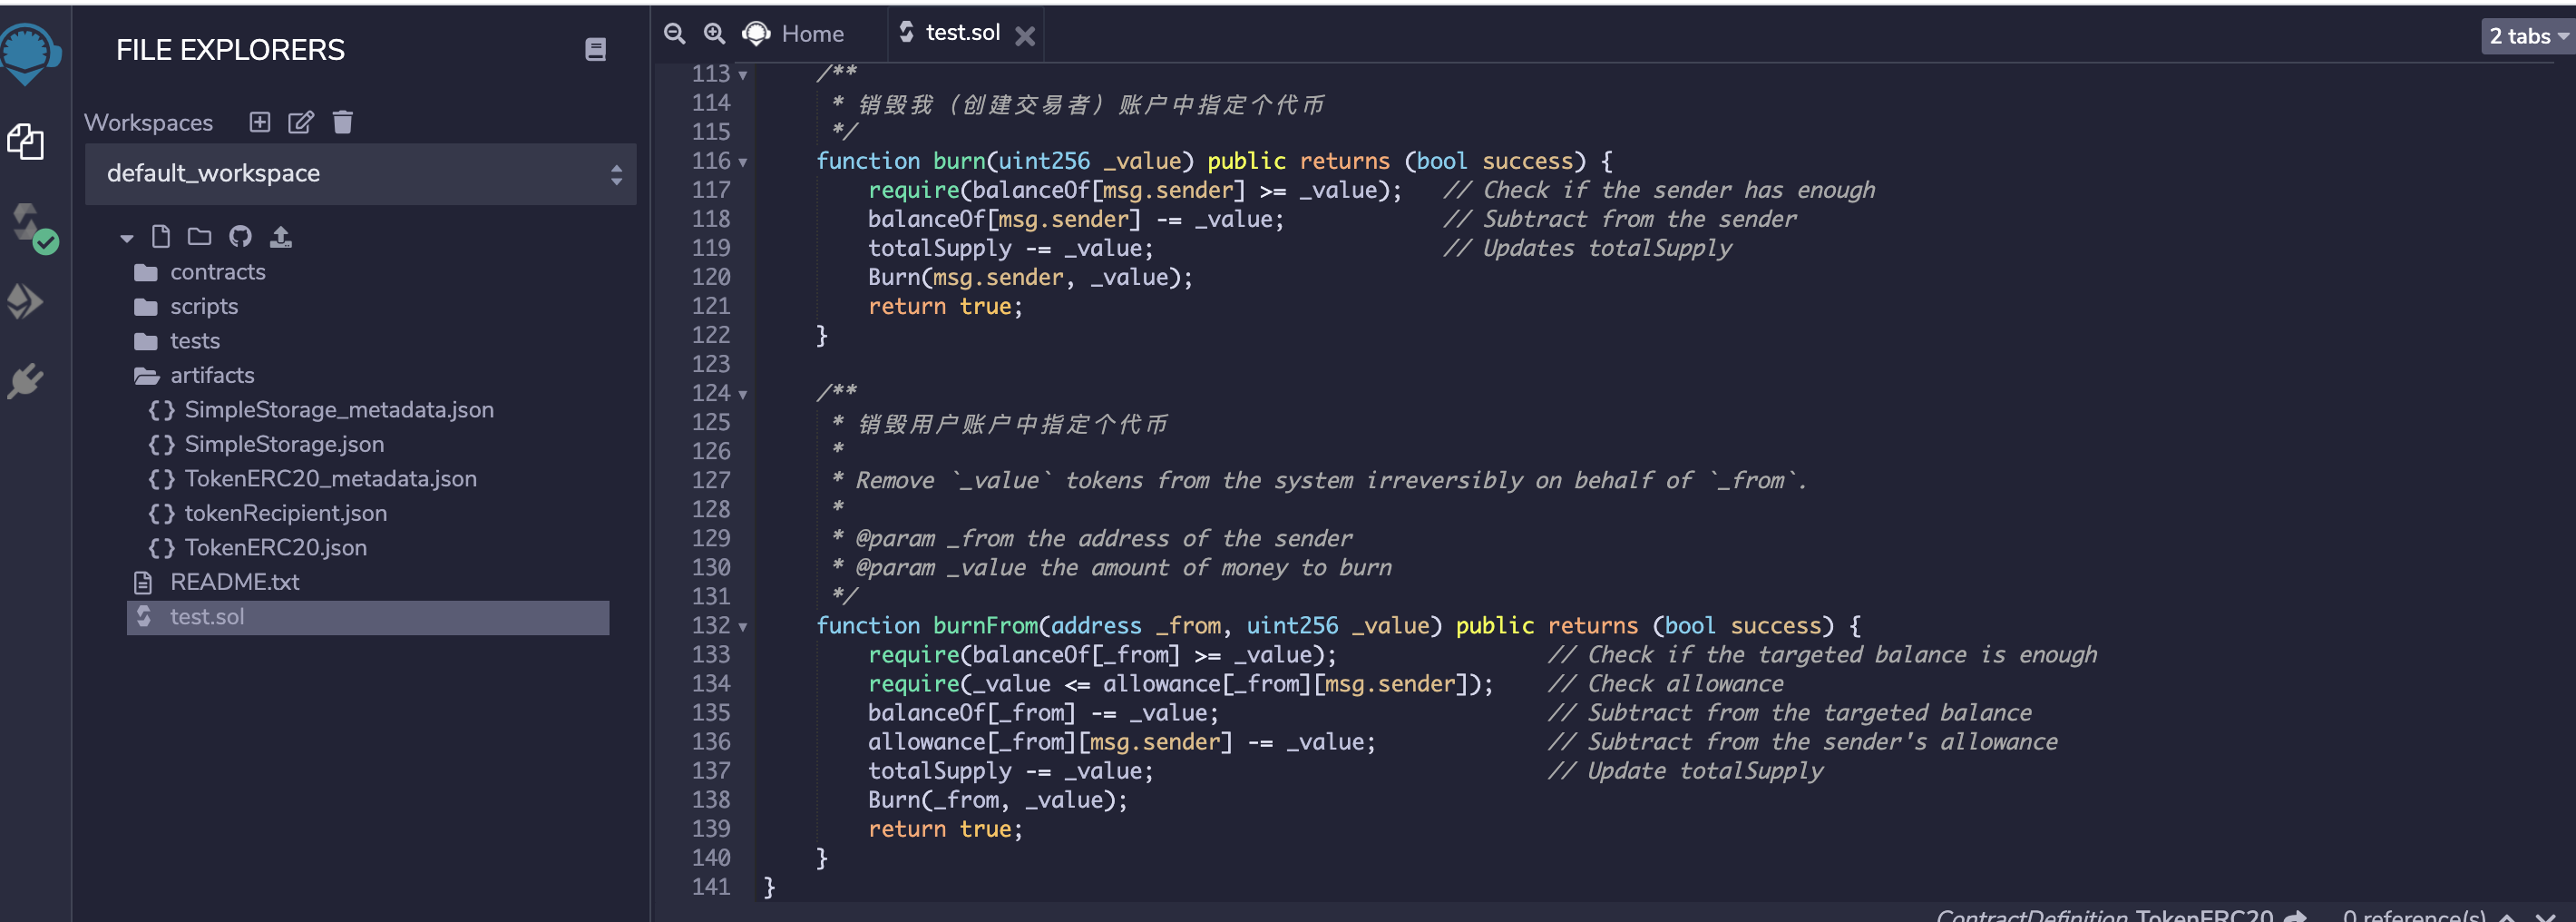 FILE EXPLORERS
Workspaces
default_workspace
contracts
scripts
tests
artifacts
{} SimpleStorage_metadata.json
{} SimpleStorage.json
{} TokenERC20_metadata.json
{} tokenRecipient.json
{} TokenERC20.json
README.txt
test.sol
Home
test.sol
2 tabs
113 /**
114 * 销毁我（创建交易者）账户中指定个代币
115 */
116 function burn(uint256 _value) public returns (bool success) {
117 require(balanceOf[msg.sender] >= _value); // Check if the sender has enough
118 balanceOf[msg.sender] -= _value; // Subtract from the sender
119 totalSupply -= _value; // Updates totalSupply
120 Burn(msg.sender, _value);
121 return true;
122 }
123
124 /**
125 * 销毁用户账户中指定个代币
126 *
127 * Remove `_value` tokens from the system irreversibly on behalf of `_from`.
128 *
129 * @param _from the address of the sender
130 * @param _value the amount of money to burn
131 */
132 function burnFrom(address _from, uint256 _value) public returns (bool success) {
133 require(balanceOf[_from] >= _value); // Check if the targeted balance is enough
134 require(_value <= allowance[_from][msg.sender]); // Check allowance
135 balanceOf[_from] -= _value; // Subtract from the targeted balance
136 allowance[_from][msg.sender] -= _value; // Subtract from the sender's allowance
137 totalSupply -= _value; // Update totalSupply
138 Burn(_from, _value);
139 return true;
140 }
141 }
ContractDefinition TokenERC20 0 reference(s)